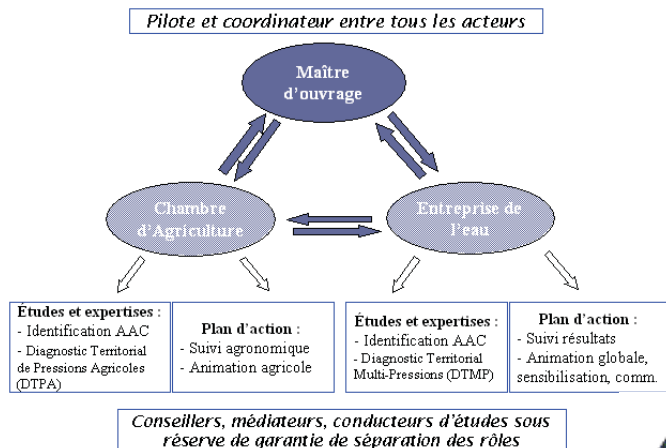 Pilote et coordinateur entre tous les acteurs
Maître
d'ouvrage
Chambre
d'Agriculture
Entreprise de
l'eau
Études et expertises :
- Identification AAC
- Diagnostic Territorial
de Pressions Agricoles
(DTPA)
Plan d'action :
- Suivi agronomique
- Animation agricole
Études et expertises :
- Identification AAC
- Diagnostic Territorial
Multi-Pressions (DTMP)
Plan d'action :
- Suivi résultats
- Animation globale,
sensibilisation, comm.
Conseillers, médiateurs, conducteurs d'études sous
réserve de garantie de séparation des rôles